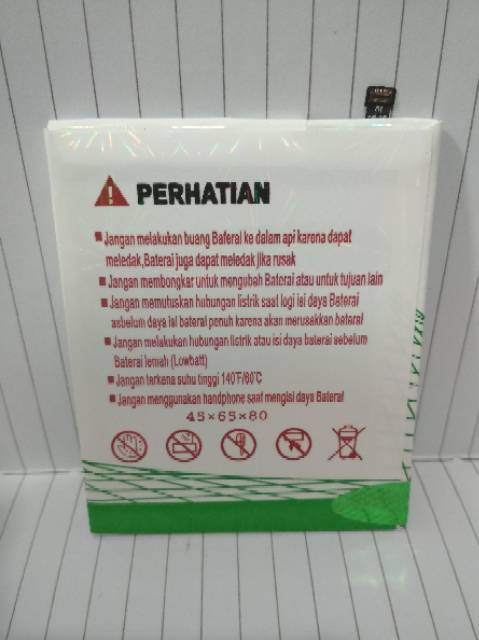 PERHATIAN
Jangan melakukan buang Baferai ke dalam api karena dapat
meledak,Baterai juga dapat meledak jika rusak
Jangan membongkar untuk mengubah Baterai atau untuk tujuan lain
Jangan memutuskan hubungan listrik saat logi isi daya Baterai
asbelum daya isi baterai penuh karena akan merusakkan baterai
Jangan melakukan hubungan listrik atau isi daya baterai sebelum
Baterai lemah (Lowbatt)
Jangan terkena suhu tinggi 140°F/60°C
Jangan menggunakan handphone saat mengisi daya Baterai
45×65×80